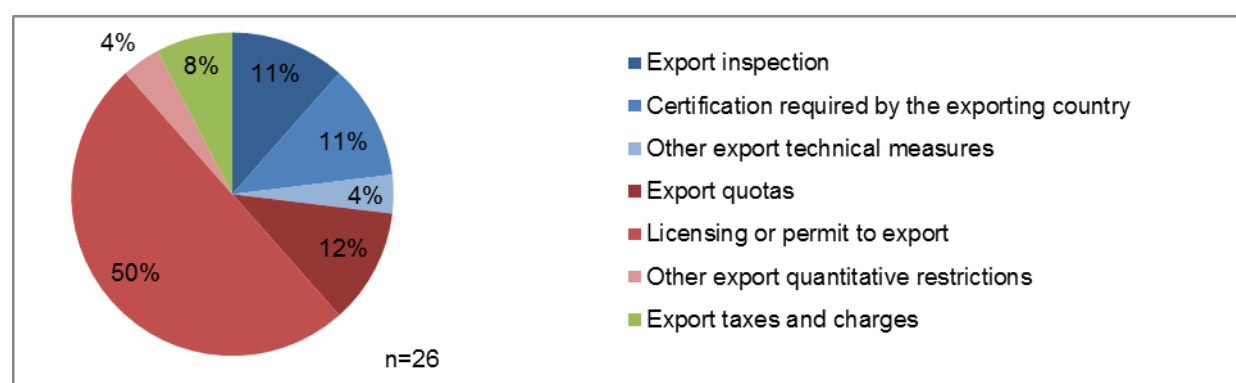 4%
8%
11%
11%
4%
12%
50%
n=26
Export inspection
Certification required by the exporting country
Other export technical measures
Export quotas
Licensing or permit to export
Other export quantitative restrictions
Export taxes and charges